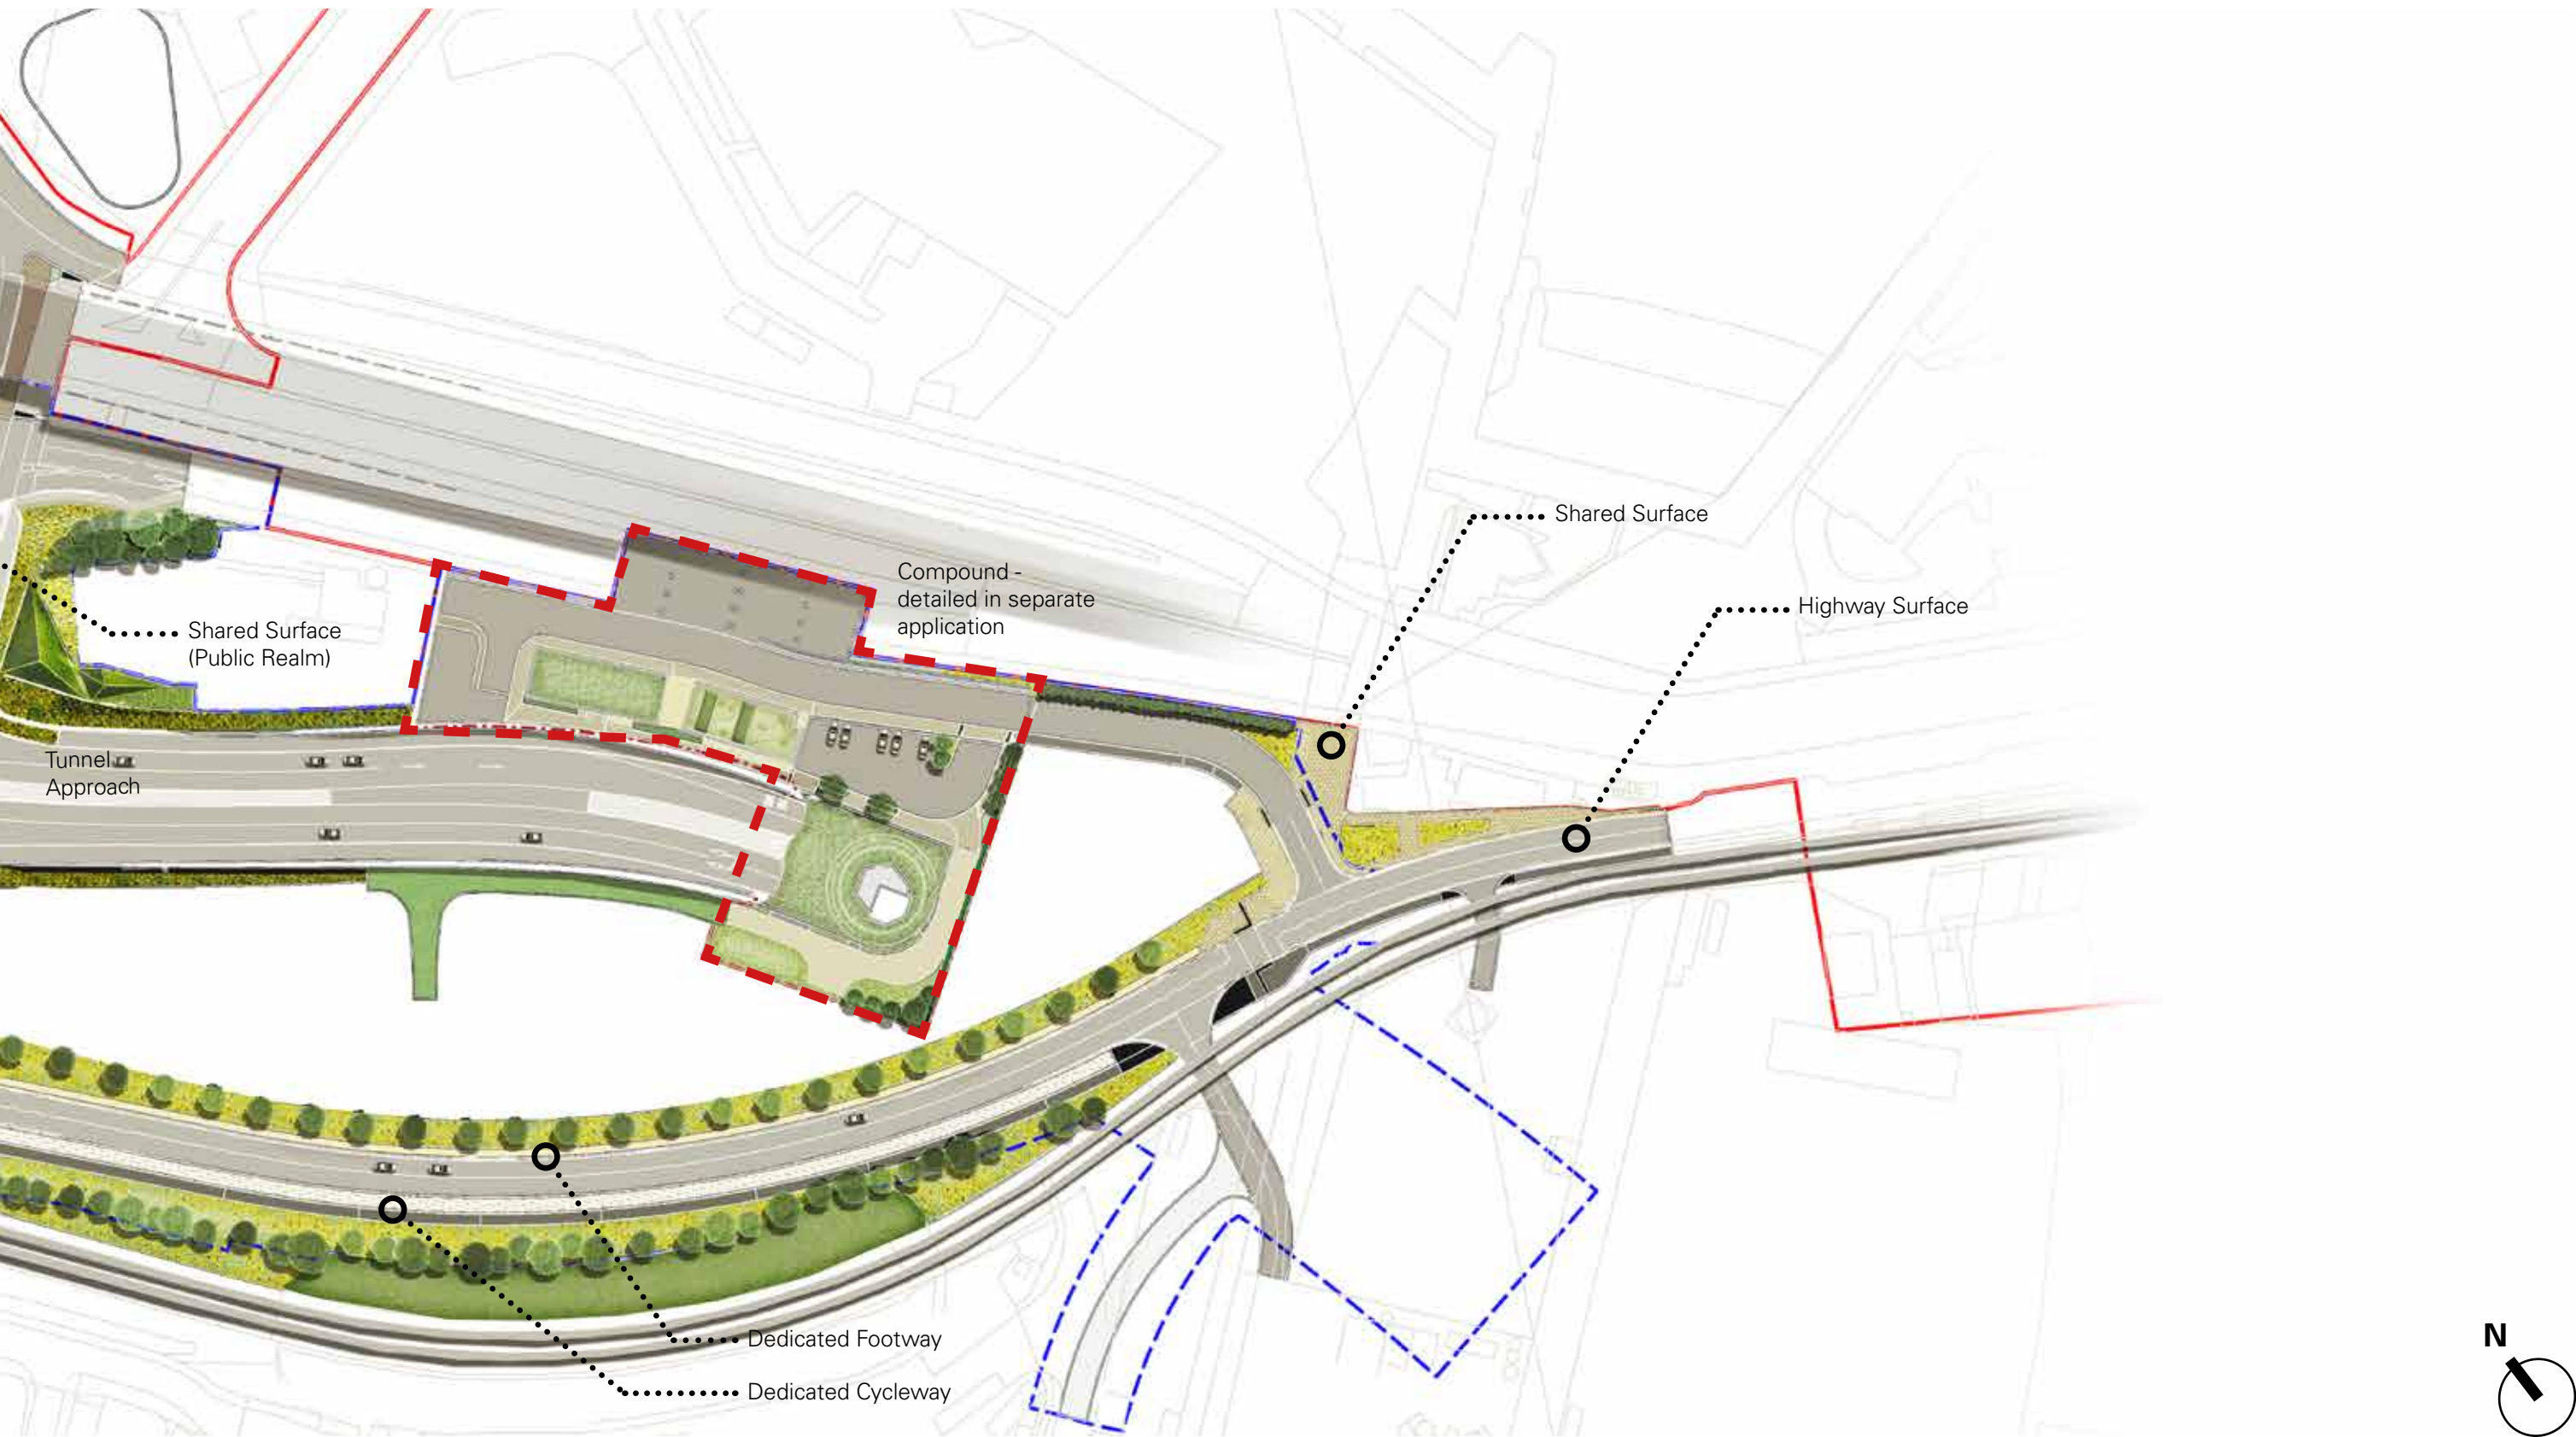 Shared Surface
Compound -
detailed in separate
application
Highway Surface
Shared Surface
(Public Realm)
Tunnel
Approach
Dedicated Footway
Dedicated Cycleway
N